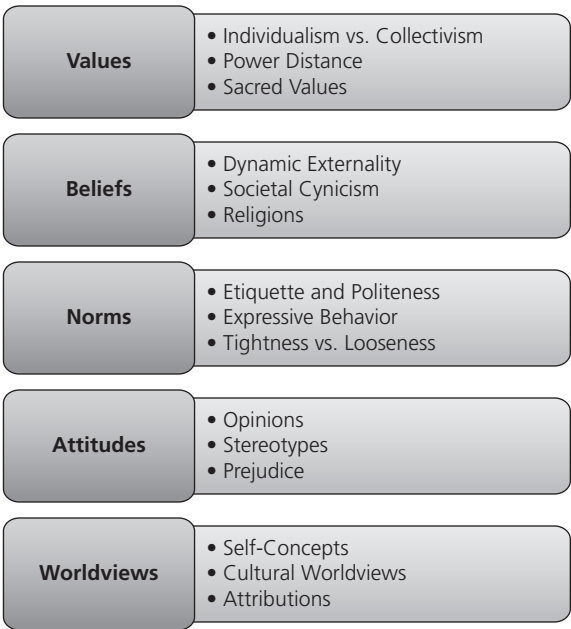 Values
• Individualism vs. Collectivism
• Power Distance
• Sacred Values
Beliefs
• Dynamic Externality
• Societal Cynicism
• Religions
Norms
• Etiquette and Politeness
• Expressive Behavior
• Tightness vs. Looseness
Attitudes
• Opinions
• Stereotypes
• Prejudice
Worldviews
• Self-Concepts
• Cultural Worldviews
• Attributions